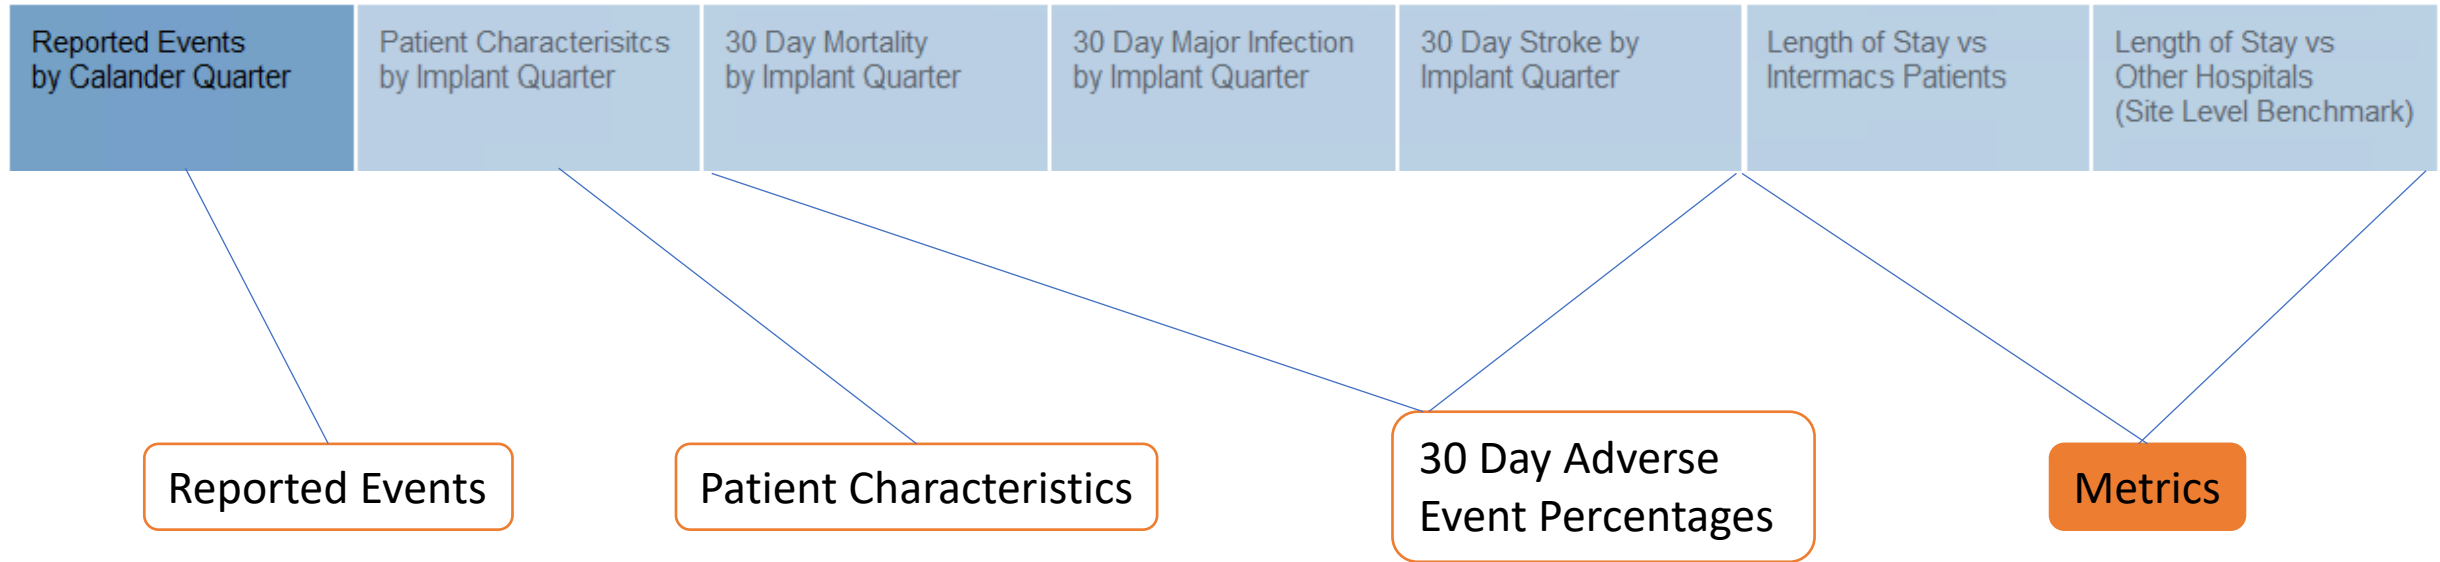 Reported Events
by Calander Quarter
Patient Characterisitcs
by Implant Quarter
30 Day Mortality
by Implant Quarter
30 Day Major Infection
by Implant Quarter
30 Day Stroke by
Implant Quarter
Length of Stay vs
Intermacs Patients
Length of Stay vs
Other Hospitals
(Site Level Benchmark)
Reported Events
Patient Characteristics
30 Day Adverse
Event Percentages
Metrics